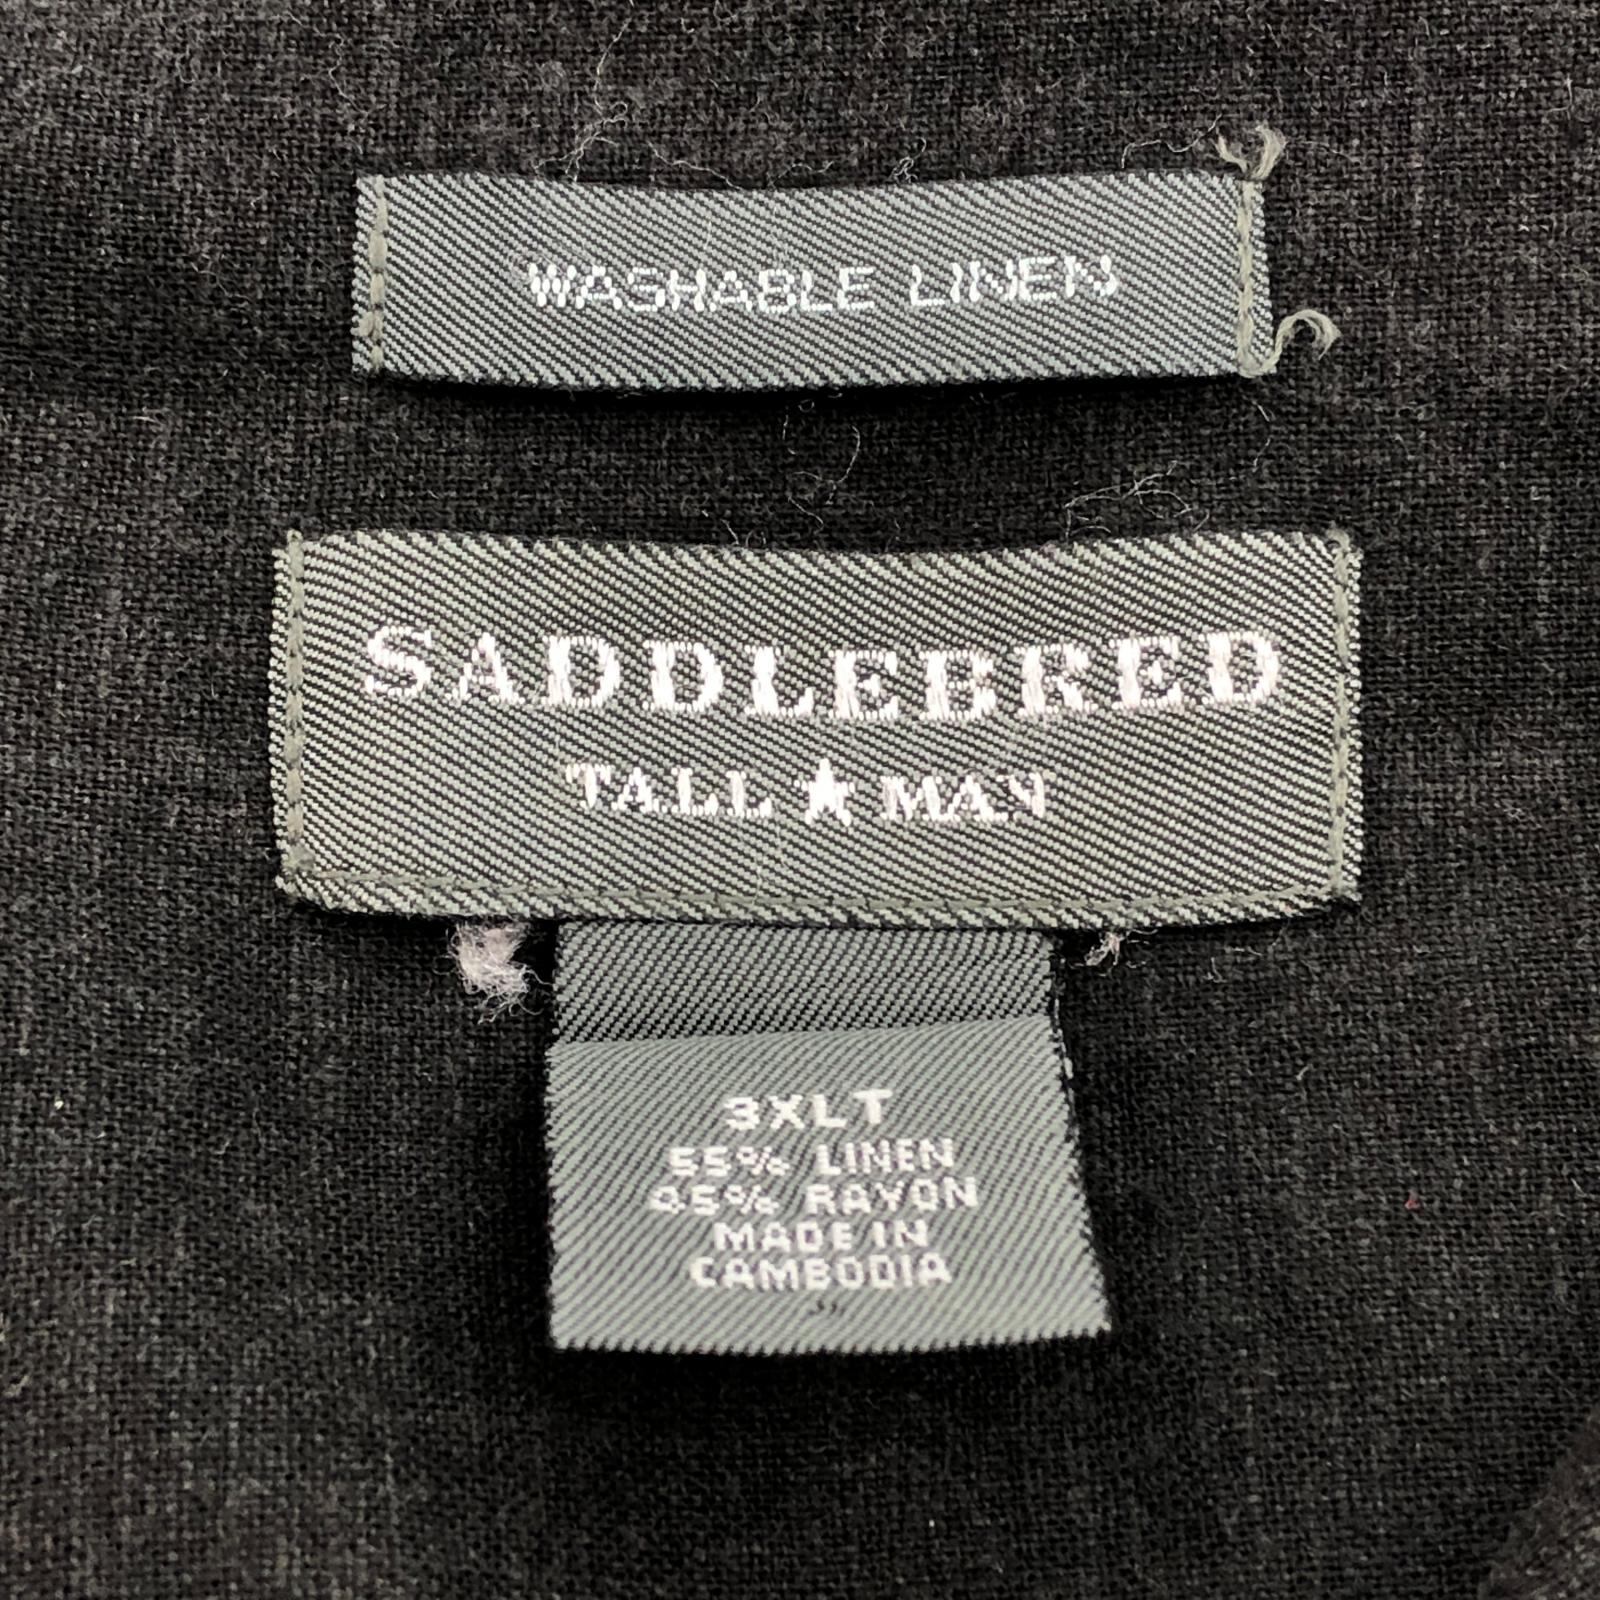 WASHABLE LINEN
SADDLEBRED
TALL ★ MAN
3XLT
55% LINEN
45% RAYON
MADE IN
CAMBODIA